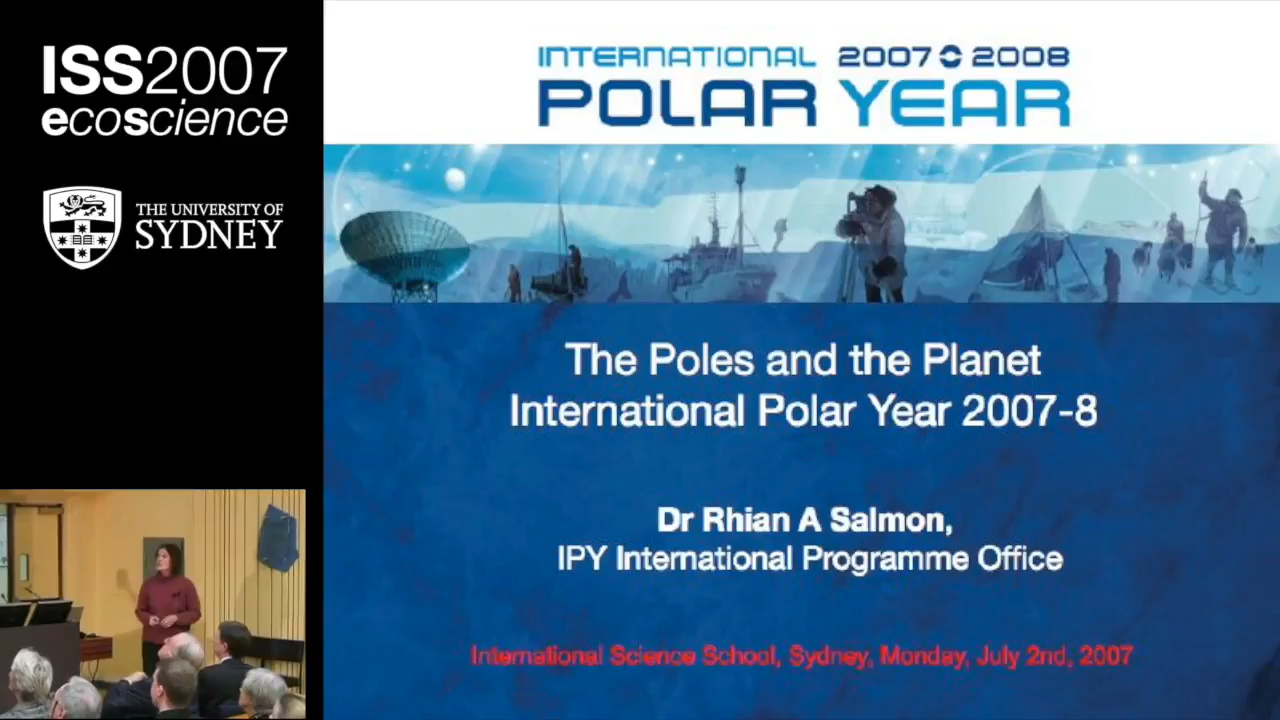 ISS2007
ecoscience
THE UNIVERSITY OF
SYDNEY
INTERNATIONAL 2007 2008
POLAR YEAR
The Poles and the Planet
International Polar Year 2007-8
Dr Rhian A Salmon,
IPY International Programme Office
International Science School, Sydney, Monday, July 2nd, 2007